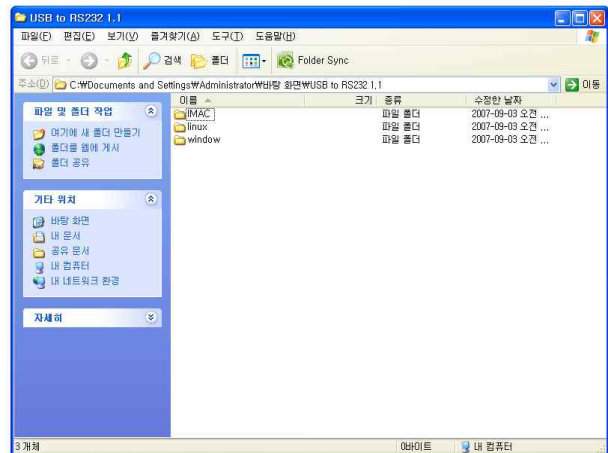 USB to RS232 1.1
파일(F) 편집(E) 보기(V) 즐겨찾기(A) 도구(T) 도움말(H)
뒤로 검색 폴더 Folder Sync
주소(D) C:\Documents and Settings\Administrator\바탕 화면\USB to RS232 1.1 이동
파일 및 폴더 작업
여기에 새 폴더 만들기
폴더를 웹에 게시
폴더 공유
기타 위치
바탕 화면
내 문서
공유 문서
내 컴퓨터
내 네트워크 환경
자세히
이름 크기 종류 수정한 날짜
IMAC 파일 폴더 2007-09-03 오전 ...
linux 파일 폴더 2007-09-03 오전 ...
window 파일 폴더 2007-09-03 오전 ...
3 개체 0바이트 내 컴퓨터